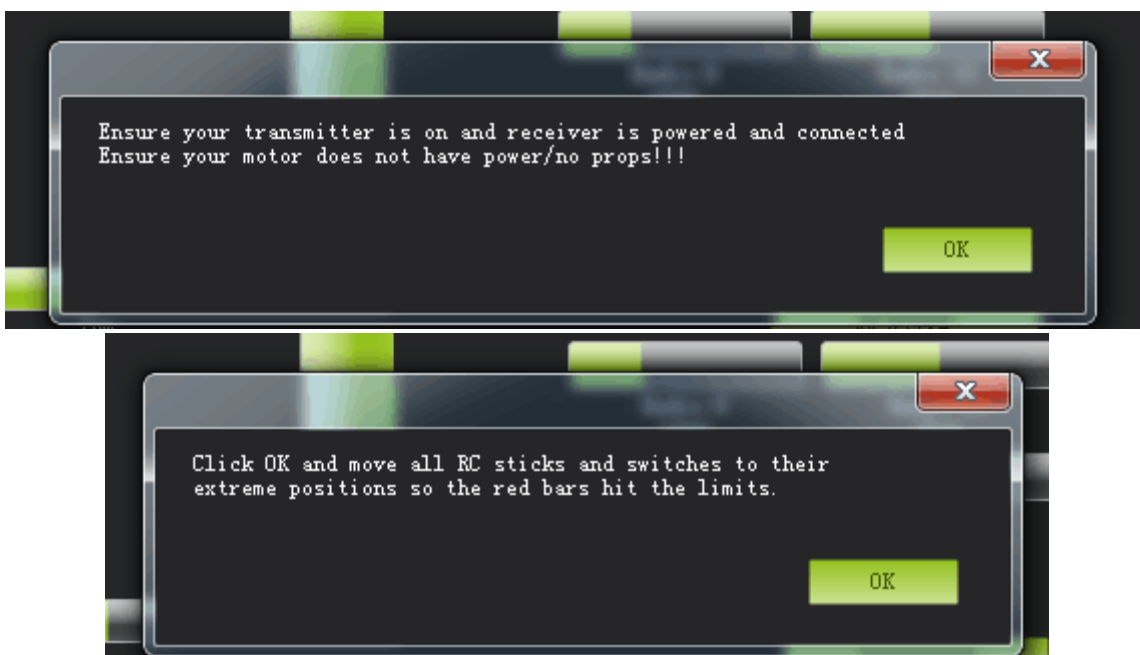 Ensure your transmitter is on and receiver is powered and connected
Ensure your motor does not have power/no props!!!
OK
Click OK and move all RC sticks and switches to their
extreme positions so the red bars hit the limits.
OK